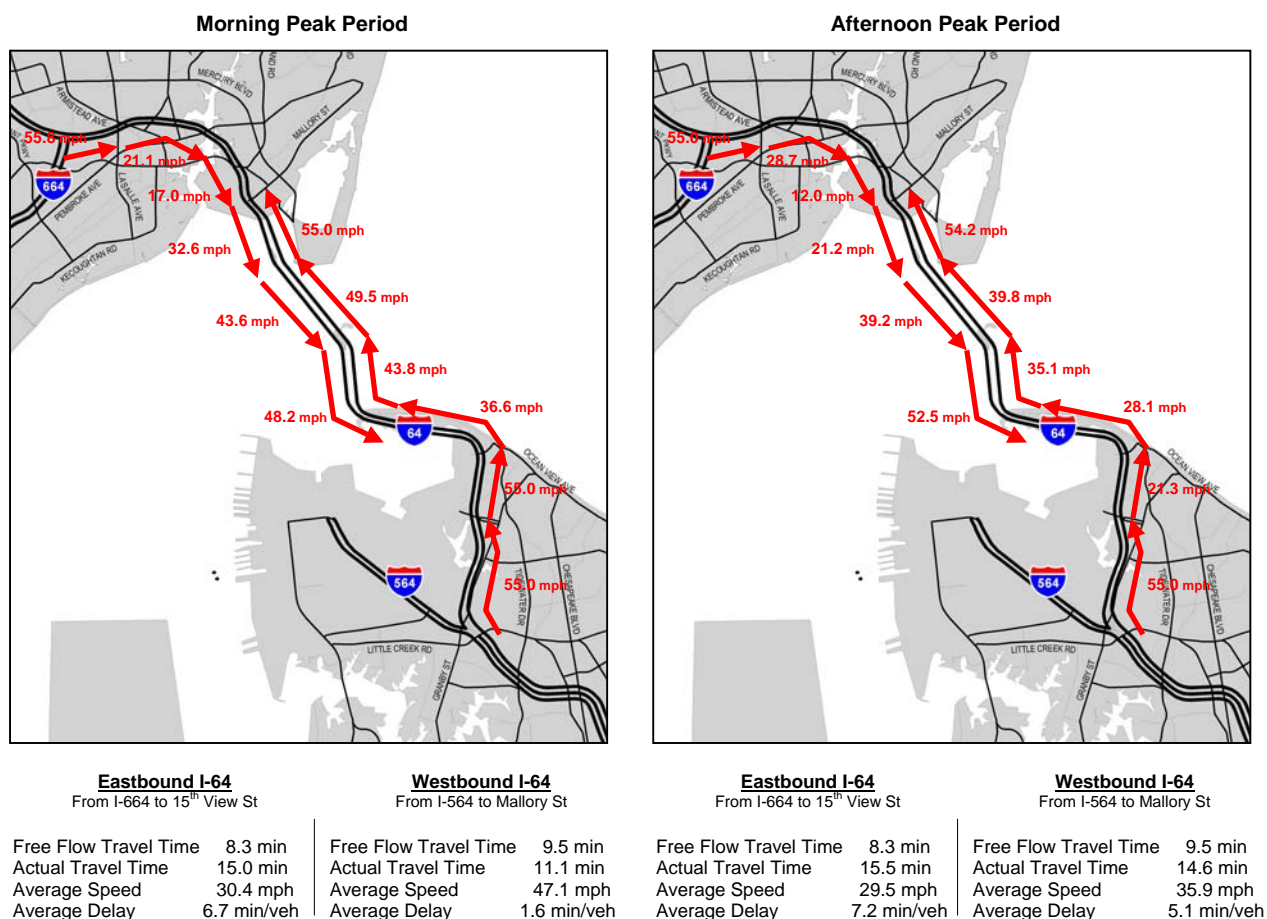 Morning Peak Period
MERCURY BLVD
AND RD
ARMISTEAD AVE
MALLORY ST
55.8 mph
21.1 mph
664
PEMBROKE AVE
LASALLE AVE
17.0 mph
KECOUGHTAN RD
32.6 mph
55.0 mph
49.5 mph
43.6 mph
43.8 mph
48.2 mph
36.6 mph
64
OCEAN VIEW AVE
55.0 mph
564
55.0 mph
TIDEWATER DR
CHESAPEAKE BLVD
LITTLE CREEK RD
GRANBY ST
Eastbound I-64
From I-664 to 15th View St
Free Flow Travel Time 8.3 min
Actual Travel Time 15.0 min
Average Speed 30.4 mph
Average Delay 6.7 min/veh
Westbound I-64
From I-564 to Mallory St
Free Flow Travel Time 9.5 min
Actual Travel Time 11.1 min
Average Speed 47.1 mph
Average Delay 1.6 min/veh
Afternoon Peak Period
MERCURY BLVD
AND RD
ARMISTEAD AVE
MALLORY ST
55.0 mph
28.7 mph
664
PEMBROKE AVE
LASALLE AVE
12.0 mph
KECOUGHTAN RD
21.2 mph
54.2 mph
39.8 mph
39.2 mph
35.1 mph
52.5 mph
28.1 mph
64
OCEAN VIEW AVE
21.3 mph
564
55.0 mph
TIDEWATER DR
CHESAPEAKE BLVD
LITTLE CREEK RD
GRANBY ST
Eastbound I-64
From I-664 to 15th View St
Free Flow Travel Time 8.3 min
Actual Travel Time 15.5 min
Average Speed 29.5 mph
Average Delay 7.2 min/veh
Westbound I-64
From I-564 to Mallory St
Free Flow Travel Time 9.5 min
Actual Travel Time 14.6 min
Average Speed 35.9 mph
Average Delay 5.1 min/veh